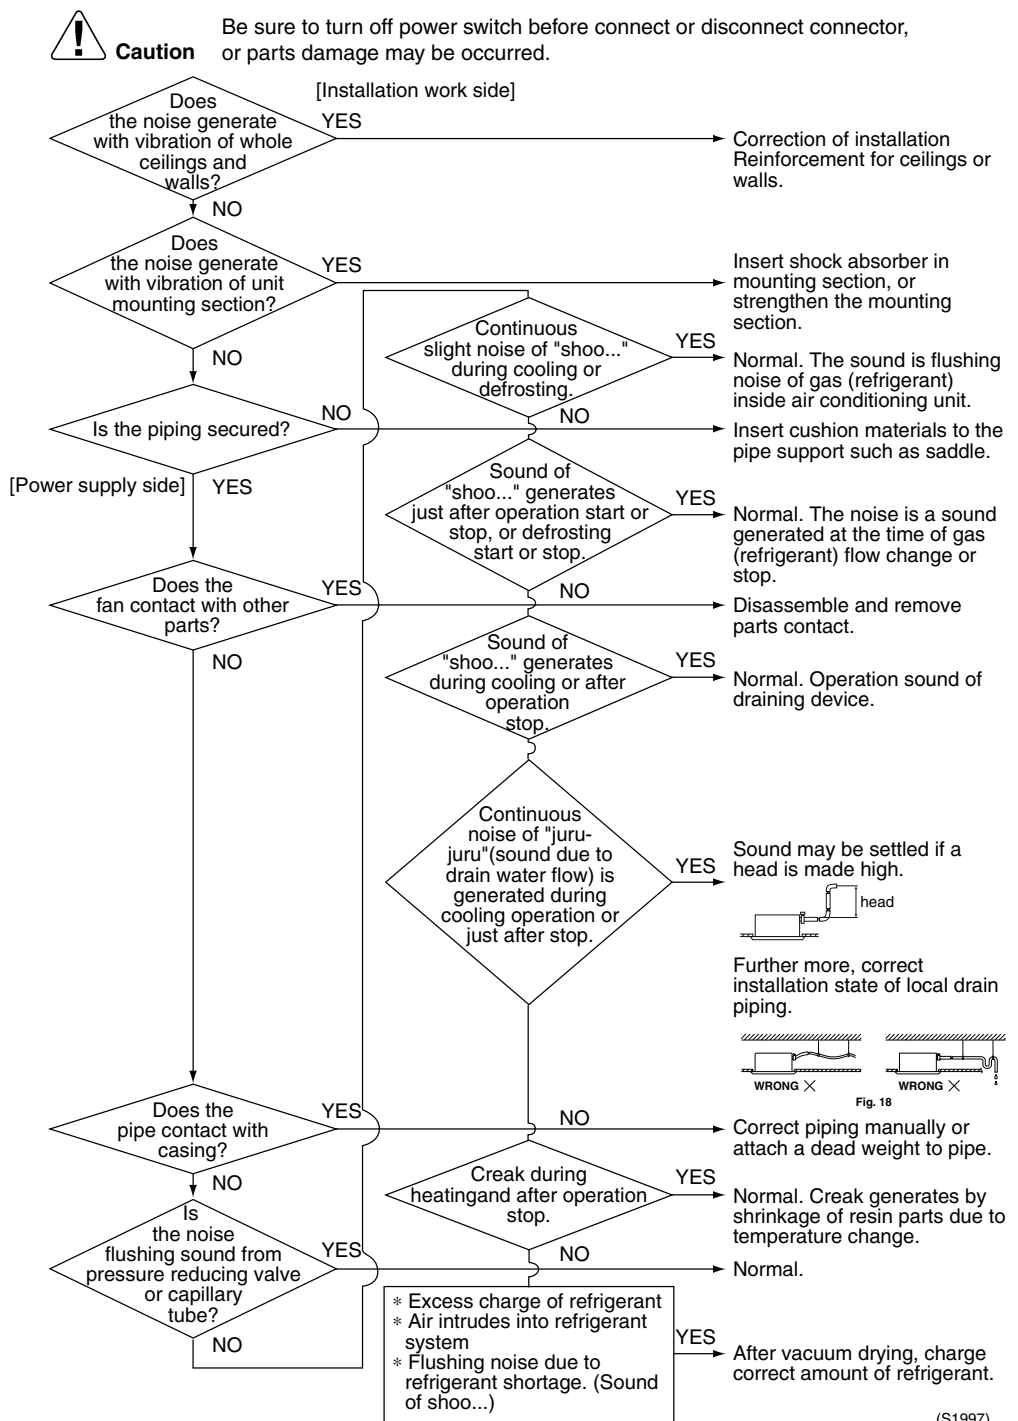 Be sure to turn off power switch before connect or disconnect connector,
Caution
or parts damage may be occurred.
[Installation work side]
Does
the noise generate
with vibration of whole
ceilings and
walls?
YES
Correction of installation
Reinforcement for ceilings or
walls.
NO
Does
the noise generate
with vibration of unit
mounting section?
YES
Insert shock absorber in
mounting section, or
strengthen the mounting
section.
NO
Is the piping secured?
NO
Insert cushion materials to the
pipe support such as saddle.
[Power supply side]
YES
Does the
fan contact with other
parts?
YES
Disassemble and remove
parts contact.
NO
Does the
pipe contact with
casing?
YES
Correct piping manually or
attach a dead weight to pipe.
NO
Is
the noise
flushing sound from
pressure reducing valve
or capillary
tube?
YES
Normal.
NO
Continuous
slight noise of "shoo..."
during cooling or
defrosting.
YES
Normal. The sound is flushing
noise of gas (refrigerant)
inside air conditioning unit.
NO
Sound of
"shoo..." generates
just after operation start or
stop, or defrosting
start or stop.
YES
Normal. The noise is a sound
generated at the time of gas
(refrigerant) flow change or
stop.
NO
Sound of
"shoo..." generates
during cooling or after
operation
stop.
YES
Normal. Operation sound of
draining device.
Continuous
noise of "juru-
juru"(sound due to
drain water flow) is
generated during
cooling operation or
just after stop.
YES
Sound may be settled if a
head is made high.
head
Further more, correct
installation state of local drain
piping.
WRONG ×
WRONG ×
Fig. 18
NO
Creak during
heatingand after operation
stop.
YES
Normal. Creak generates by
shrinkage of resin parts due to
temperature change.
NO
* Excess charge of refrigerant
* Air intrudes into refrigerant
system
* Flushing noise due to
refrigerant shortage. (Sound
of shoo...)
YES
After vacuum drying, charge
correct amount of refrigerant.
(S1997)